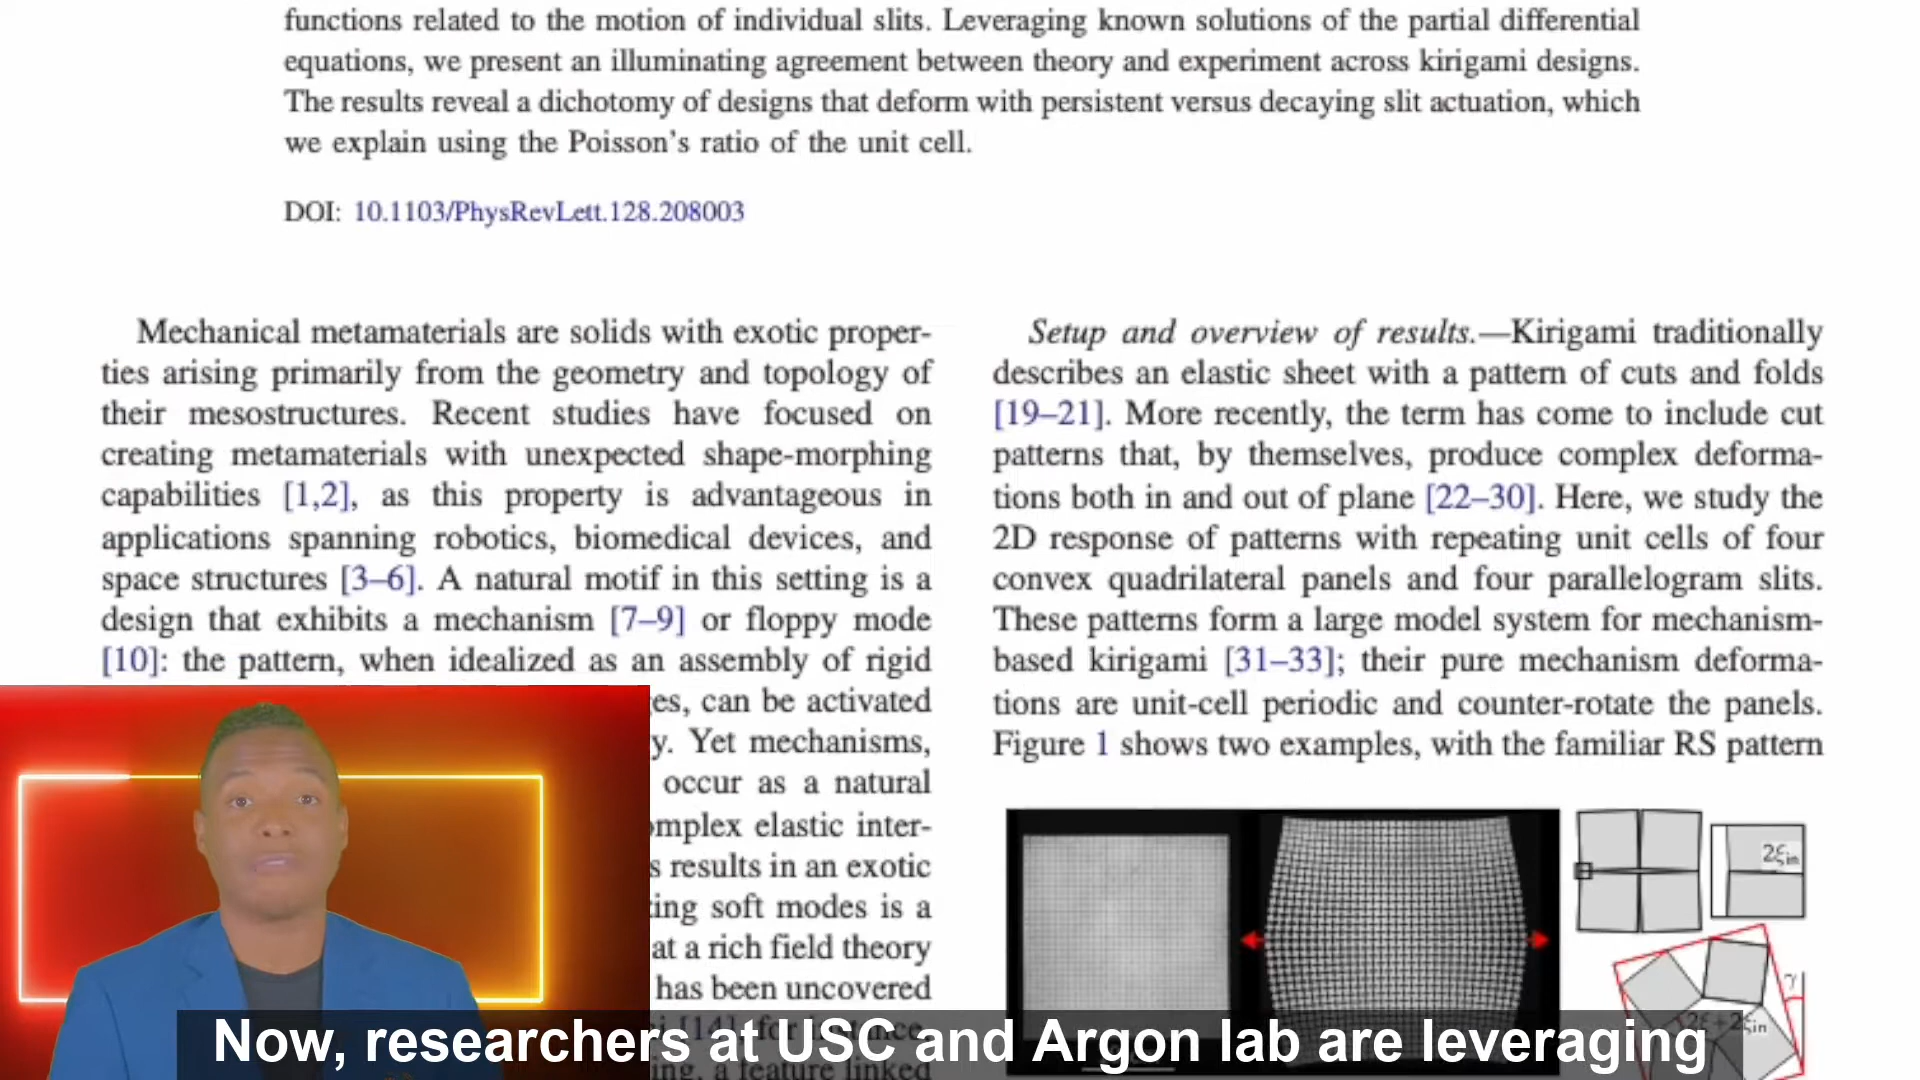 functions related to the motion of individual slits. Leveraging known solutions of the partial differential
equations, we present an illuminating agreement between theory and experiment across kirigami designs.
The results reveal a dichotomy of designs that deform with persistent versus decaying slit actuation, which
we explain using the Poisson's ratio of the unit cell.
DOI: 10.1103/PhysRevLett.128.208003
Mechanical metamaterials are solids with exotic proper-
ties arising primarily from the geometry and topology of
their mesostructures. Recent studies have focused on
creating metamaterials with unexpected shape-morphing
capabilities [1,2], as this property is advantageous in
applications spanning robotics, biomedical devices, and
space structures [3–6]. A natural motif in this setting is a
design that exhibits a mechanism [7–9] or floppy mode
[10]: the pattern, when idealized as an assembly of rigid
es, can be activated
y. Yet mechanisms,
occur as a natural
omplex elastic inter-
s results in an exotic
ing soft modes is a
at a rich field theory
has been uncovered
[14], for instance,
ing, a feature linked
Setup and overview of results.—Kirigami traditionally
describes an elastic sheet with a pattern of cuts and folds
[19–21]. More recently, the term has come to include cut
patterns that, by themselves, produce complex deforma-
tions both in and out of plane [22–30]. Here, we study the
2D response of patterns with repeating unit cells of four
convex quadrilateral panels and four parallelogram slits.
These patterns form a large model system for mechanism-
based kirigami [31–33]; their pure mechanism deforma-
tions are unit-cell periodic and counter-rotate the panels.
Figure 1 shows two examples, with the familiar RS pattern
2ξin
γ
2ξ+2ξin
Now, researchers at USC and Argon lab are leveraging